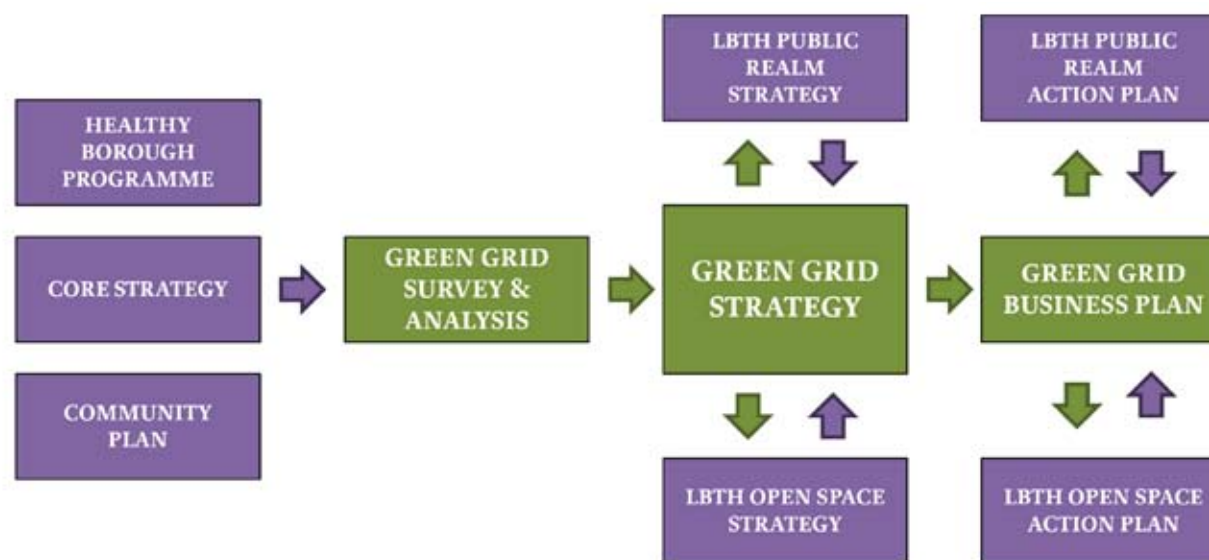 HEALTHY
BOROUGH
PROGRAMME
CORE STRATEGY
COMMUNITY
PLAN
GREEN GRID
SURVEY &
ANALYSIS
LBTH PUBLIC
REALM
STRATEGY
GREEN GRID
STRATEGY
LBTH OPEN SPACE
STRATEGY
LBTH PUBLIC
REALM
ACTION PLAN
GREEN GRID
BUSINESS PLAN
LBTH OPEN SPACE
ACTION PLAN